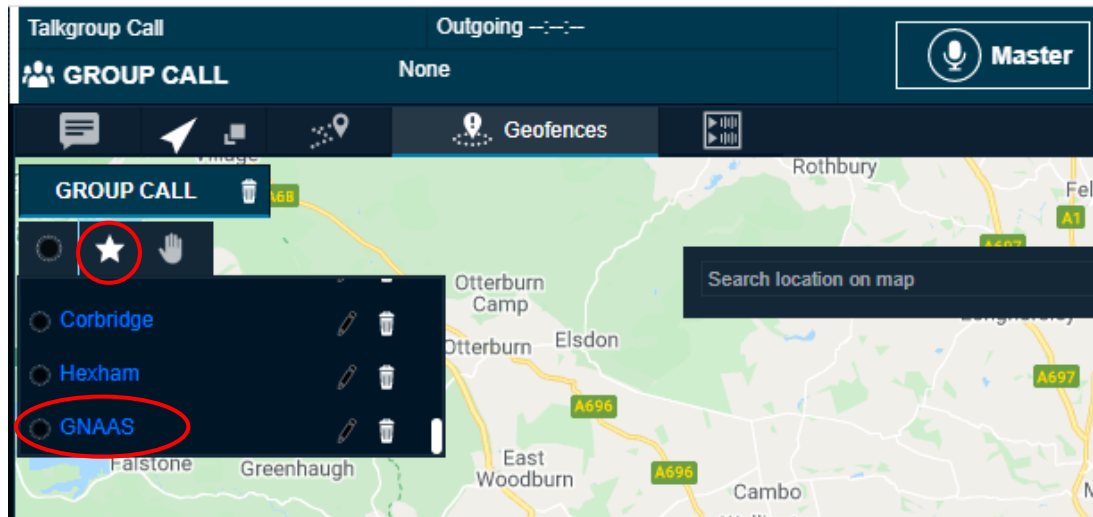 Talkgroup Call
Outgoing --:--:--
GROUP CALL
None
Master
Geofences
GROUP CALL
Village
A68
Rothbury
A1
A697
Search location on map
Otterburn
Camp
Corbridge
Otterburn
Elsdon
Hexham
A697
A696
GNAAS
Falstone
Greenhaugh
East
Woodburn
A696
Cambo